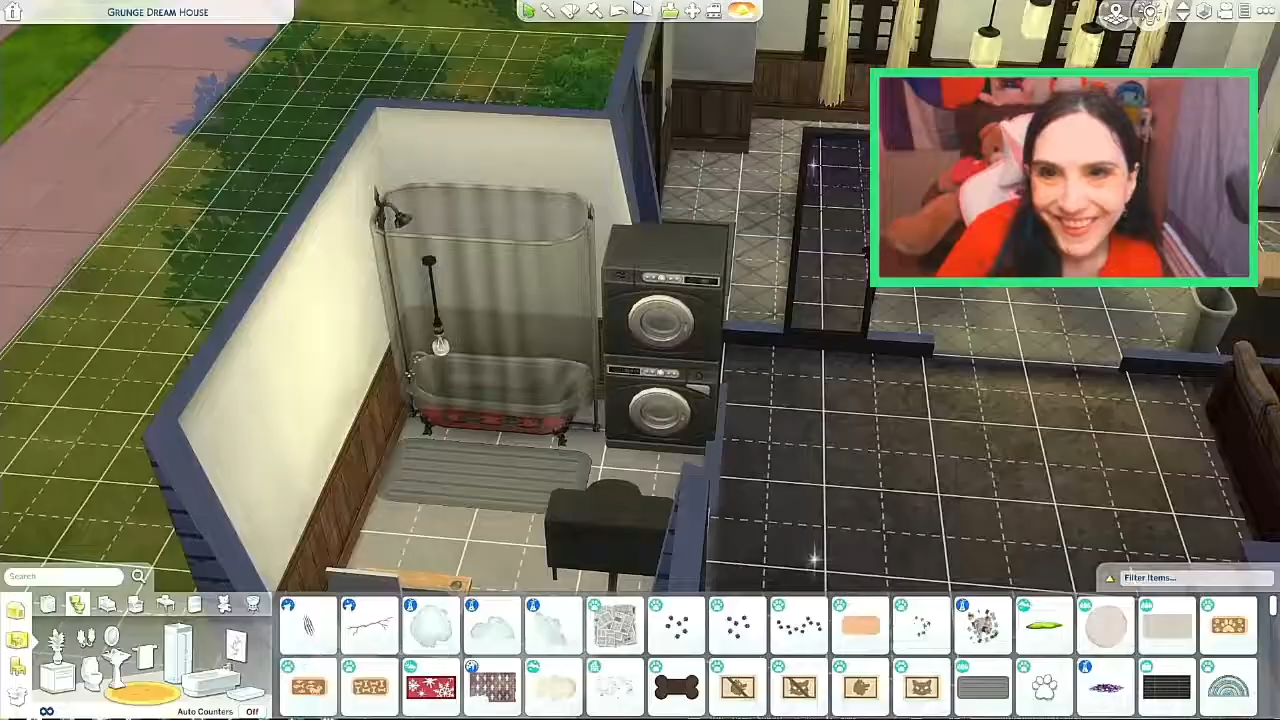 GRUNGE DREAM HOUSE
Search
Filter Items...
Auto Counters
Off